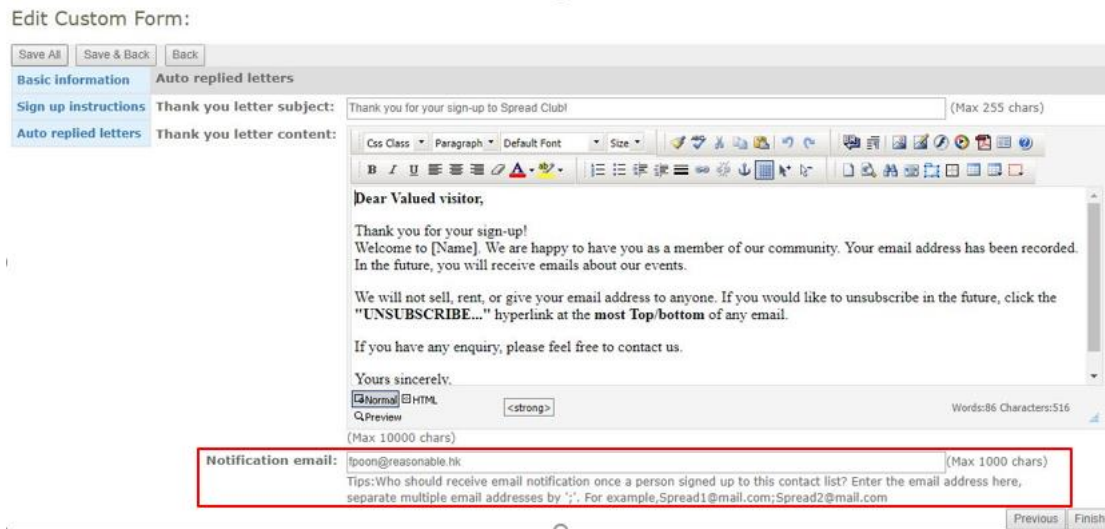 Edit Custom Form:
Save All Save & Back Back
Basic information Auto replied letters
Sign up instructions Thank you letter subject: Thank you for your sign-up to Spread Club! (Max 255 chars)
Auto replied letters Thank you letter content:
Css Class Paragraph Default Font Size
B I U A
Dear Valued visitor,
Thank you for your sign-up!
Welcome to [Name]. We are happy to have you as a member of our community. Your email address has been recorded.
In the future, you will receive emails about our events.
We will not sell, rent, or give your email address to anyone. If you would like to unsubscribe in the future, click the
"UNSUBSCRIBE..." hyperlink at the most Top/bottom of any email.
If you have any enquiry, please feel free to contact us.
Yours sincerely,
Normal HTML <strong> Words:86 Characters:516
Preview
(Max 10000 chars)
Notification email: fpoon@reasonable.hk (Max 1000 chars)
Tips:Who should receive email notification once a person signed up to this contact list? Enter the email address here,
separate multiple email addresses by ';'. For example,Spread1@mail.com;Spread2@mail.com
Previous Finish